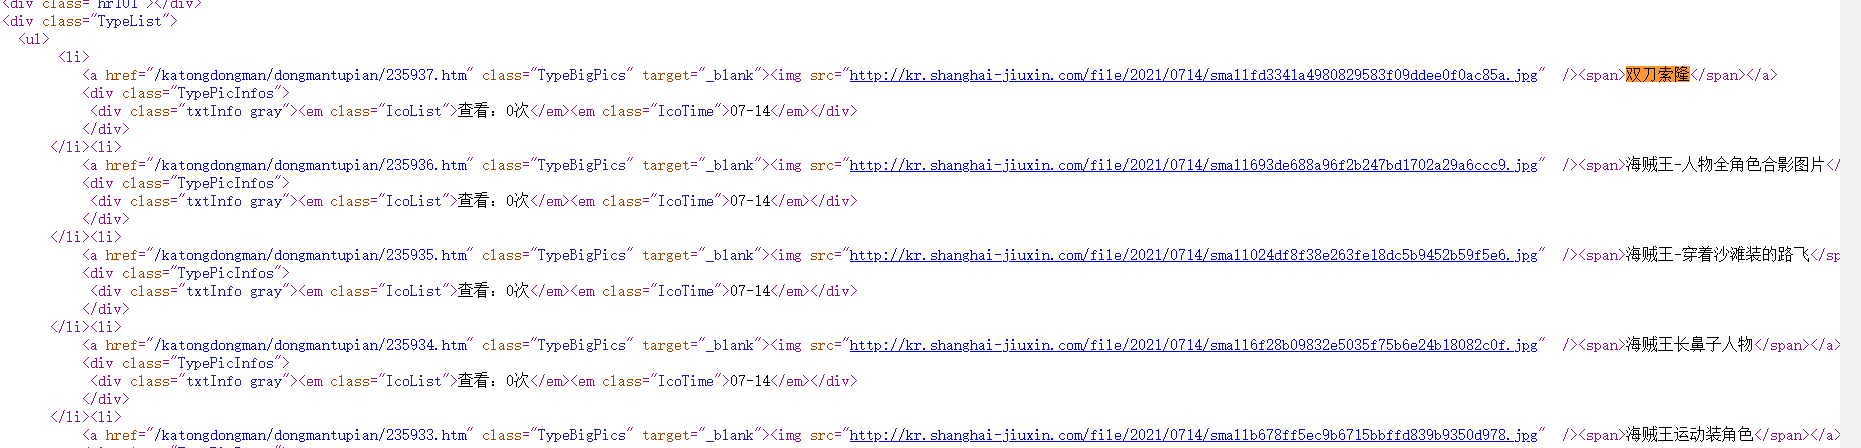 <div class="hr101"></div>
<div class="TypeList">
<ul>
<li>
<a href="/katongdongman/dongmantupian/235937.htm" class="TypeBigPics" target="_blank"><img src="http://kr.shanghai-jiuxin.com/file/2021/0714/smallfd3341a4980829583f09ddee0f0ac85a.jpg" /><span>双刀索隆</span></a>
<div class="TypePicInfos">
<div class="txtInfo gray"><em class="IcoList">查看：0次</em><em class="IcoTime">07-14</em></div>
</div>
</li><li>
<a href="/katongdongman/dongmantupian/235936.htm" class="TypeBigPics" target="_blank"><img src="http://kr.shanghai-jiuxin.com/file/2021/0714/small693de688a96f2b247bd1702a29a6ccc9.jpg" /><span>海贼王-人物全角色合影图片</
<div class="TypePicInfos">
<div class="txtInfo gray"><em class="IcoList">查看：0次</em><em class="IcoTime">07-14</em></div>
</div>
</li><li>
<a href="/katongdongman/dongmantupian/235935.htm" class="TypeBigPics" target="_blank"><img src="http://kr.shanghai-jiuxin.com/file/2021/0714/small024df8f38e263fe18dc5b9452b59f5e6.jpg" /><span>海贼王-穿着沙滩装的路飞</sp
<div class="TypePicInfos">
<div class="txtInfo gray"><em class="IcoList">查看：0次</em><em class="IcoTime">07-14</em></div>
</div>
</li><li>
<a href="/katongdongman/dongmantupian/235934.htm" class="TypeBigPics" target="_blank"><img src="http://kr.shanghai-jiuxin.com/file/2021/0714/small6f28b09832e5035f75b6e24b18082c0f.jpg" /><span>海贼王长鼻子人物</span></a>
<div class="TypePicInfos">
<div class="txtInfo gray"><em class="IcoList">查看：0次</em><em class="IcoTime">07-14</em></div>
</div>
</li><li>
<a href="/katongdongman/dongmantupian/235933.htm" class="TypeBigPics" target="_blank"><img src="http://kr.shanghai-jiuxin.com/file/2021/0714/small1b678ff5ec9b6715bbffd839b9350d978.jpg" /><span>海贼王运动装角色</span></a>